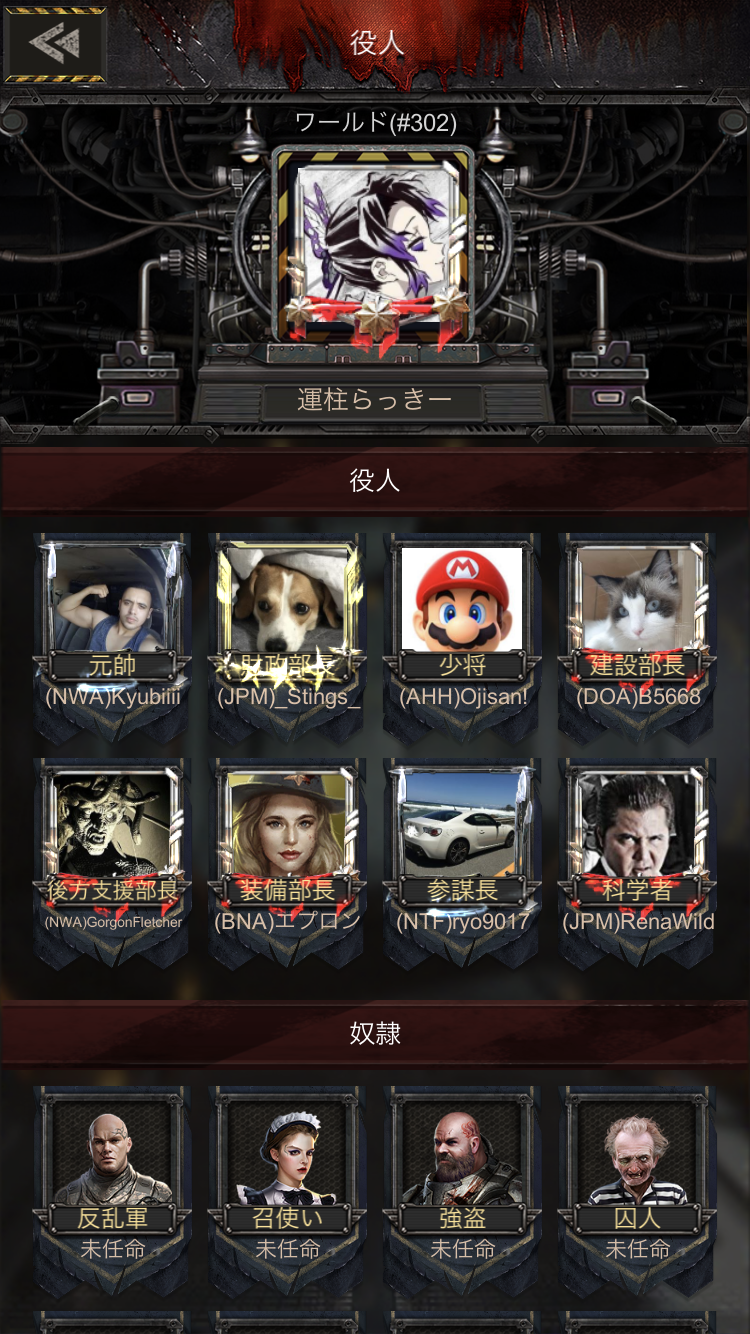 役人
ワールド(#302)
運柱らっきー
役人
元帥 財政部長 少将 建設部長
(NWA)Kyubiiii (JPM)_Stings_ (AHH)Ojisan! (DOA)B5668
後方支援部長 装備部長 参謀長 科学者
(NWA)GorgonFletcher (BNA)エプロン (NTF)ryo9017 (JPM)RenaWild
奴隷
反乱軍 召使い 強盗 囚人
未任命 未任命 未任命 未任命